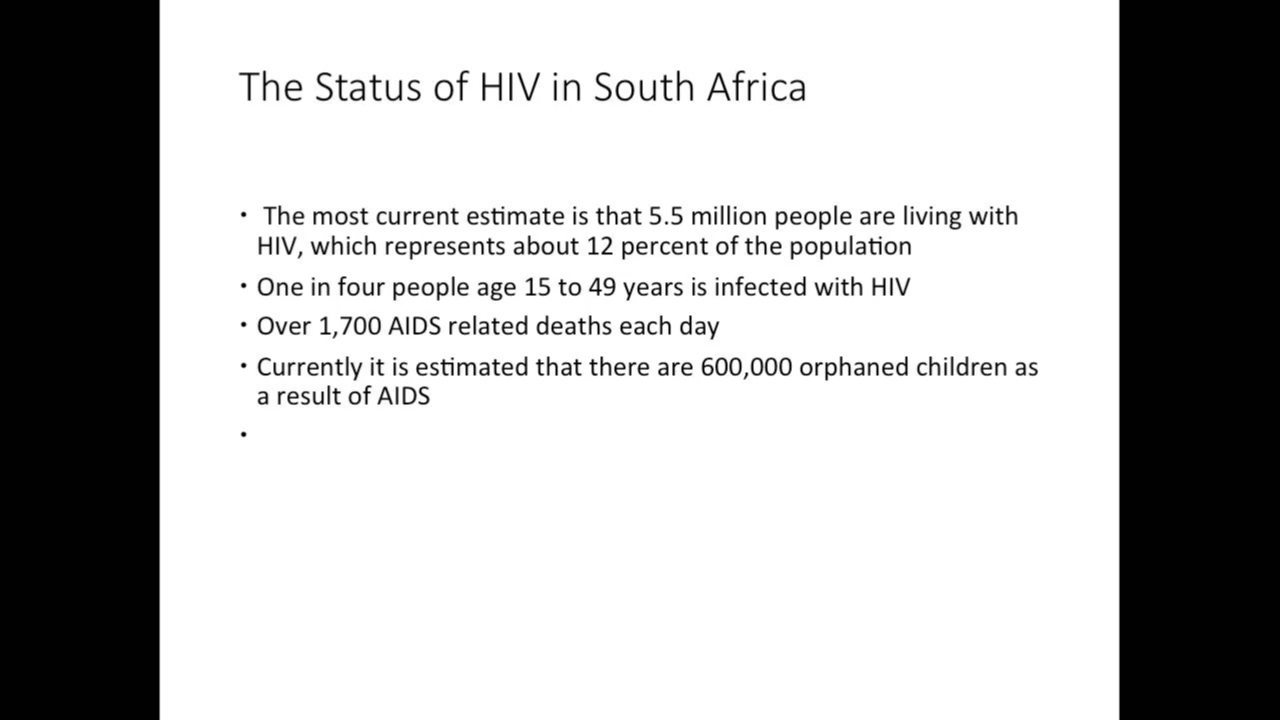 The Status of HIV in South Africa
• The most current estimate is that 5.5 million people are living with
HIV, which represents about 12 percent of the population
• One in four people age 15 to 49 years is infected with HIV
• Over 1,700 AIDS related deaths each day
• Currently it is estimated that there are 600,000 orphaned children as
a result of AIDS
•